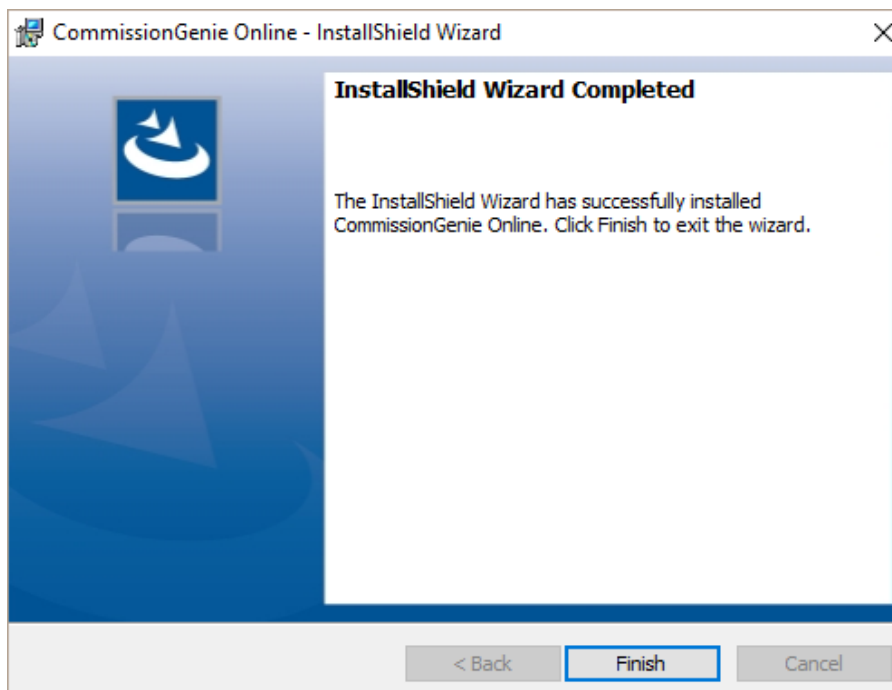 CommissionGenie Online - InstallShield Wizard
InstallShield Wizard Completed
The InstallShield Wizard has successfully installed
CommissionGenie Online. Click Finish to exit the wizard.
< Back
Finish
Cancel